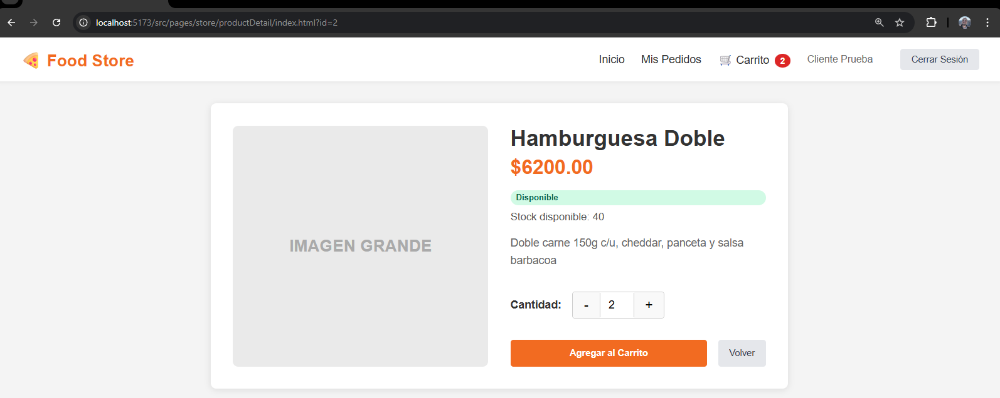 localhost:5173/src/pages/store/productDetail/index.html?id=2
Food Store
Inicio
Mis Pedidos
Carrito 2
Cliente Prueba
Cerrar Sesión
IMAGEN GRANDE
Hamburguesa Doble
$6200.00
Disponible
Stock disponible: 40
Doble carne 150g c/u, cheddar, panceta y salsa
barbacoa
Cantidad: - 2 +
Agregar al Carrito
Volver